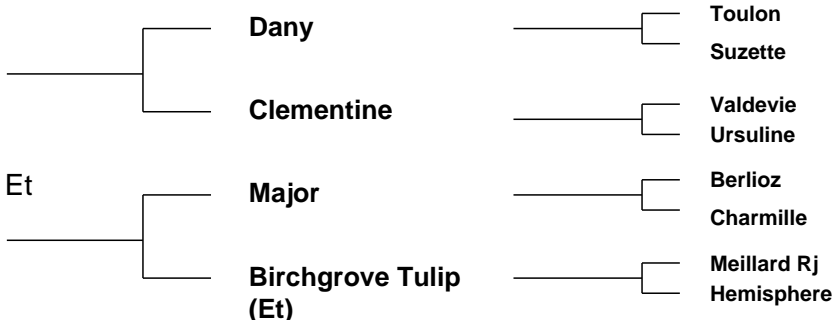 Dany
Toulon
Suzette
Clementine
Valdevie
Ursuline
Et
Major
Berlioz
Charmille
Birchgrove Tulip
(Et)
Meillard Rj
Hemisphere